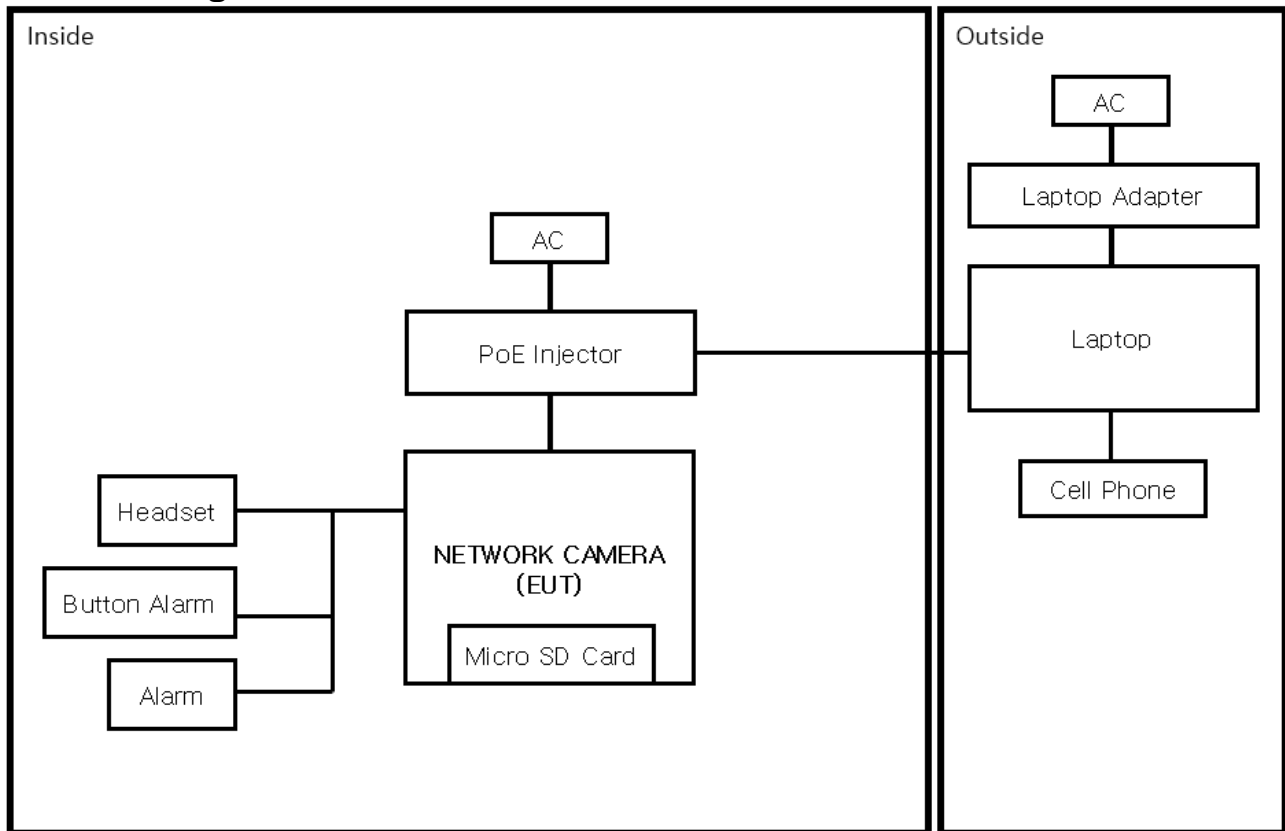 Inside
Outside
AC
Laptop Adapter
AC
Laptop
PoE Injector
Cell Phone
Headset
NETWORK CAMERA
(EUT)
Button Alarm
Micro SD Card
Alarm